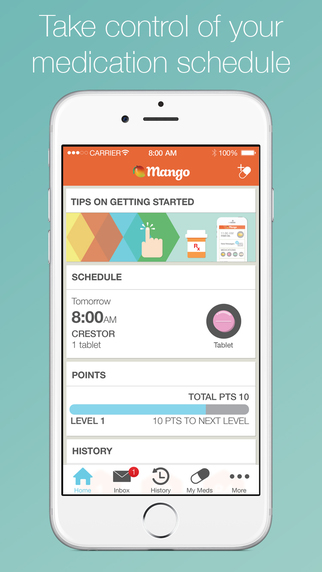 Take control of your
medication schedule
CARRIER 8:00 AM 100%
Mango
TIPS ON GETTING STARTED
Rx
SCHEDULE
Tomorrow
8:00AM
CRESTOR
1 tablet
Tablet
POINTS
TOTAL PTS 10
LEVEL 1 10 PTS TO NEXT LEVEL
HISTORY
1
Home Inbox History My Meds More